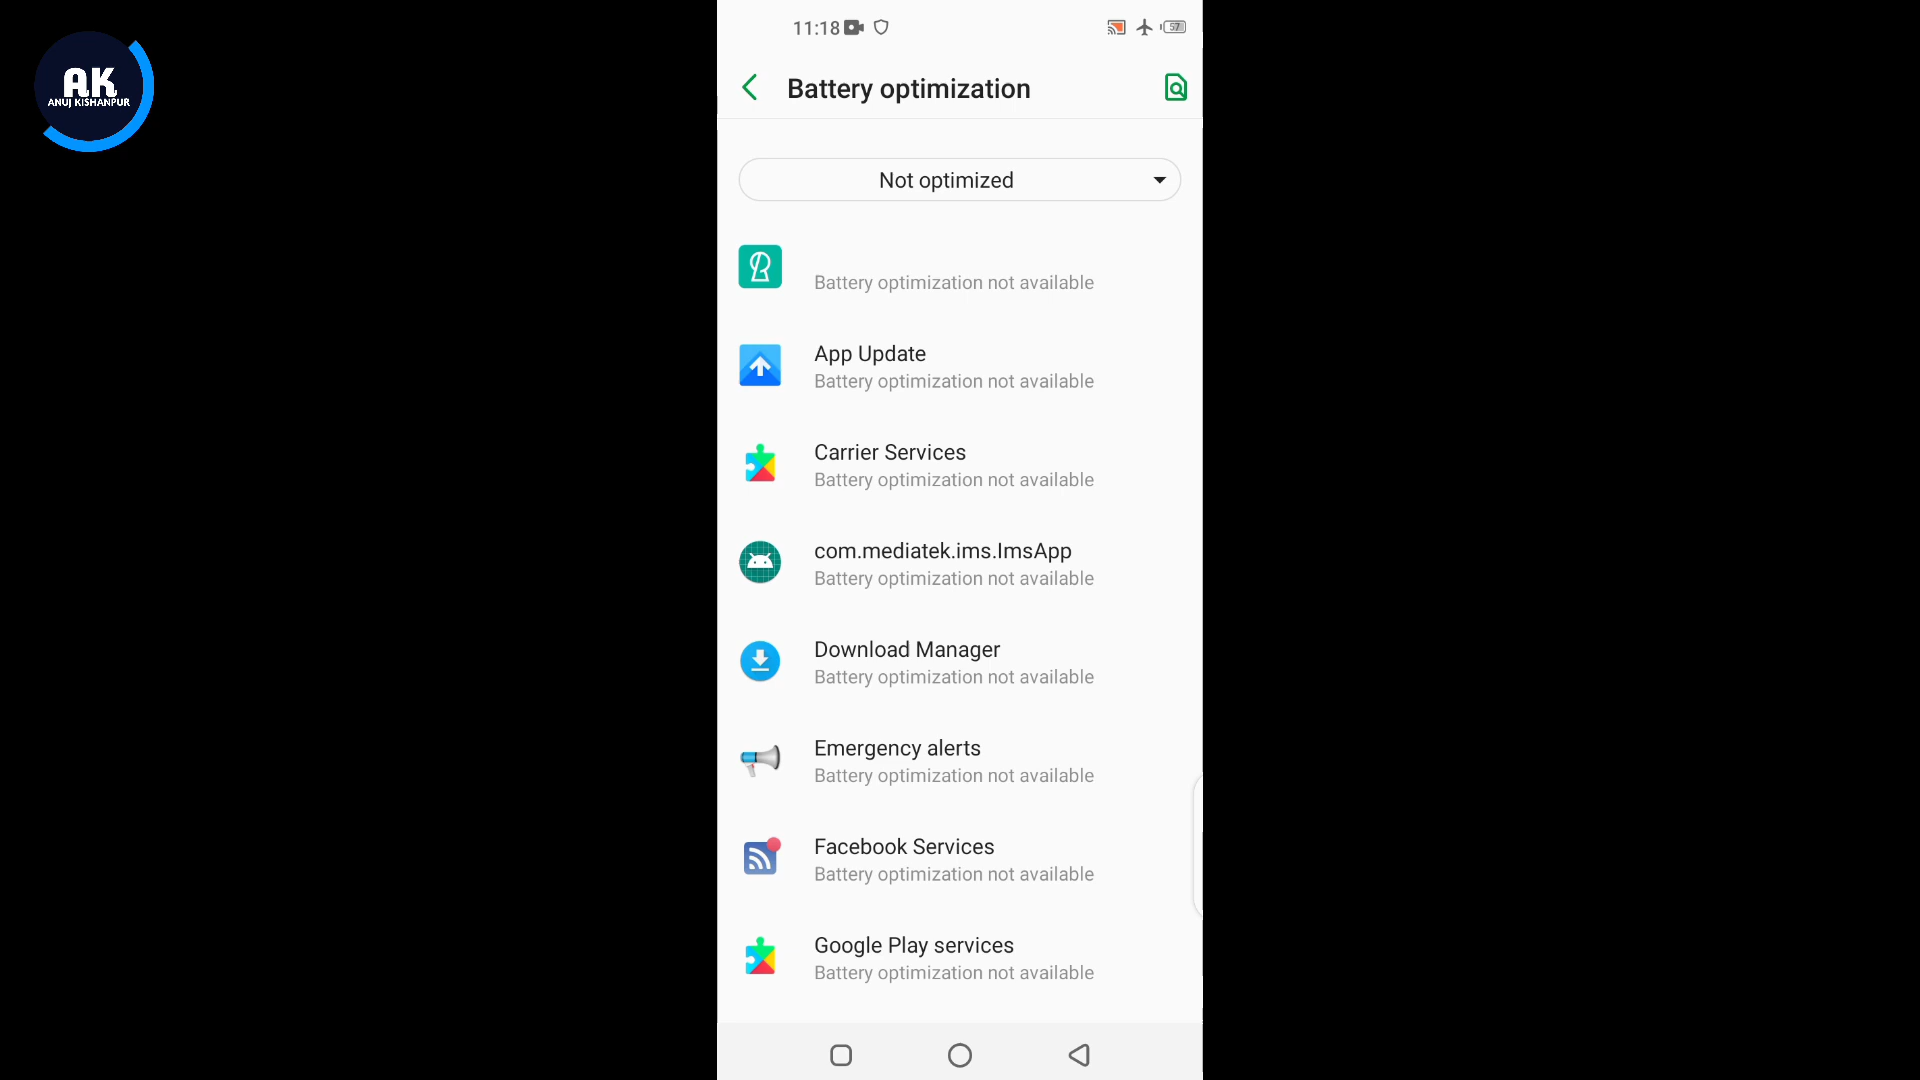 AK
ANUJ KISHANPUR
11:18
57
Battery optimization
Not optimized
Battery optimization not available
App Update
Battery optimization not available
Carrier Services
Battery optimization not available
com.mediatek.ims.ImsApp
Battery optimization not available
Download Manager
Battery optimization not available
Emergency alerts
Battery optimization not available
Facebook Services
Battery optimization not available
Google Play services
Battery optimization not available